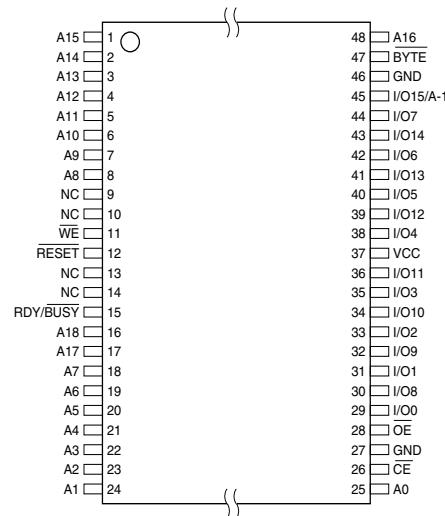 A15 1 48 A16
A14 2 47 BYTE
A13 3 46 GND
A12 4 45 I/O15/A-1
A11 5 44 I/O7
A10 6 43 I/O14
A9 7 42 I/O6
A8 8 41 I/O13
NC 9 40 I/O5
NC 10 39 I/O12
WE 11 38 I/O4
RESET 12 37 VCC
NC 13 36 I/O11
NC 14 35 I/O3
RDY/BUSY 15 34 I/O10
A18 16 33 I/O2
A17 17 32 I/O9
A7 18 31 I/O1
A6 19 30 I/O8
A5 20 29 I/O0
A4 21 28 OE
A3 22 27 GND
A2 23 26 CE
A1 24 25 A0